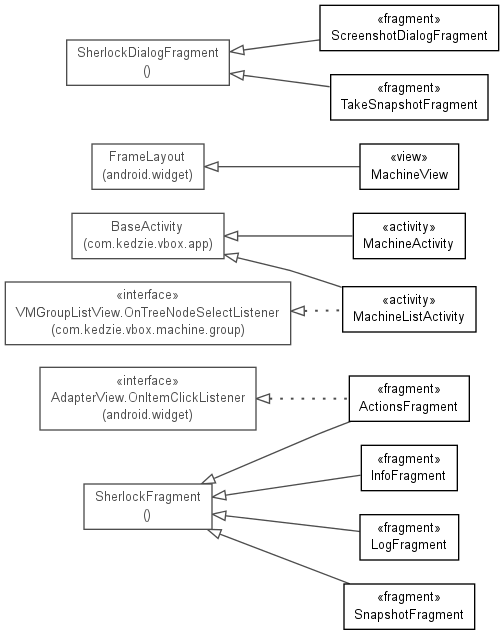 «fragment»
ScreenshotDialogFragment
SherlockDialogFragment
()
«fragment»
TakeSnapshotFragment
FrameLayout
(android.widget)
«view»
MachineView
BaseActivity
(com.kedzie.vbox.app)
«activity»
MachineActivity
«interface»
VMGroupListView.OnTreeNodeSelectListener
(com.kedzie.vbox.machine.group)
«activity»
MachineListActivity
«interface»
AdapterView.OnItemClickListener
(android.widget)
«fragment»
ActionsFragment
«fragment»
InfoFragment
SherlockFragment
()
«fragment»
LogFragment
«fragment»
SnapshotFragment